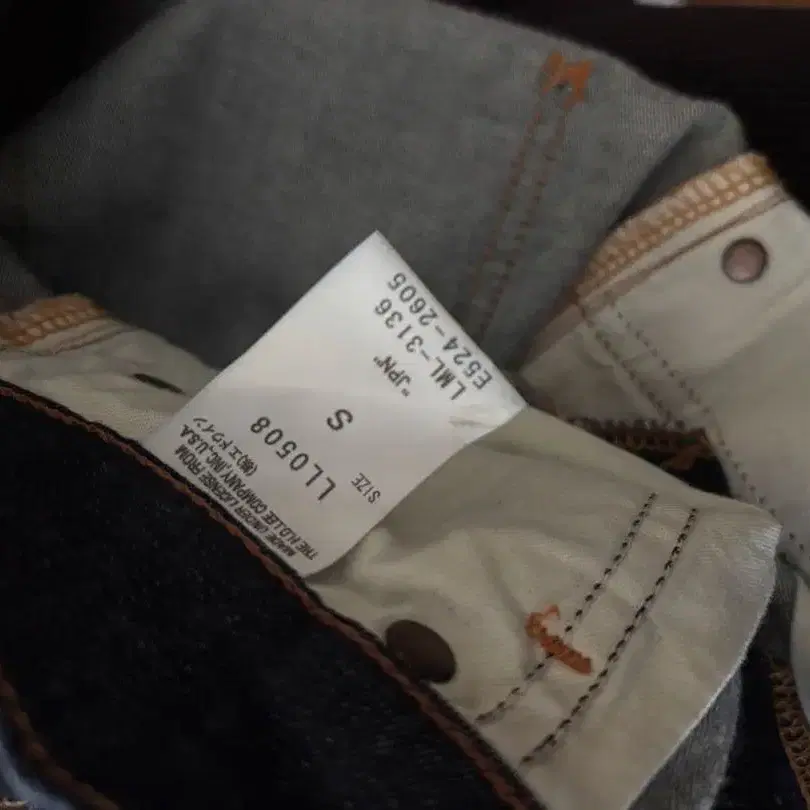 MADE UNDER LICENSE FROM
THE H.D.LEE COMPANY,INC,U.S.A.
(株)エドウイン
LL0508
SIZE
S
"JPN"
LML-3136
E524-2605